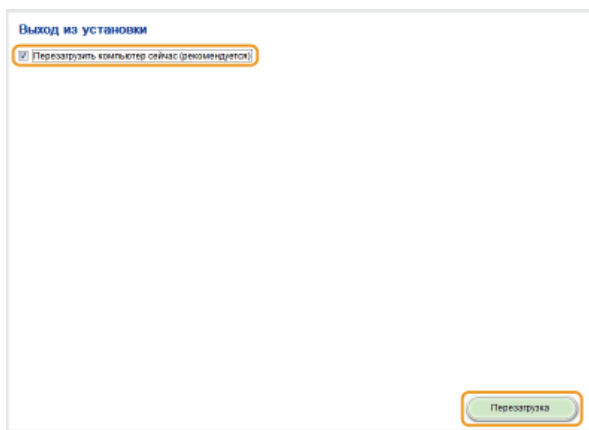 Выход из установки
Перезагрузить компьютер сейчас (рекомендуется)
Перезагрузка